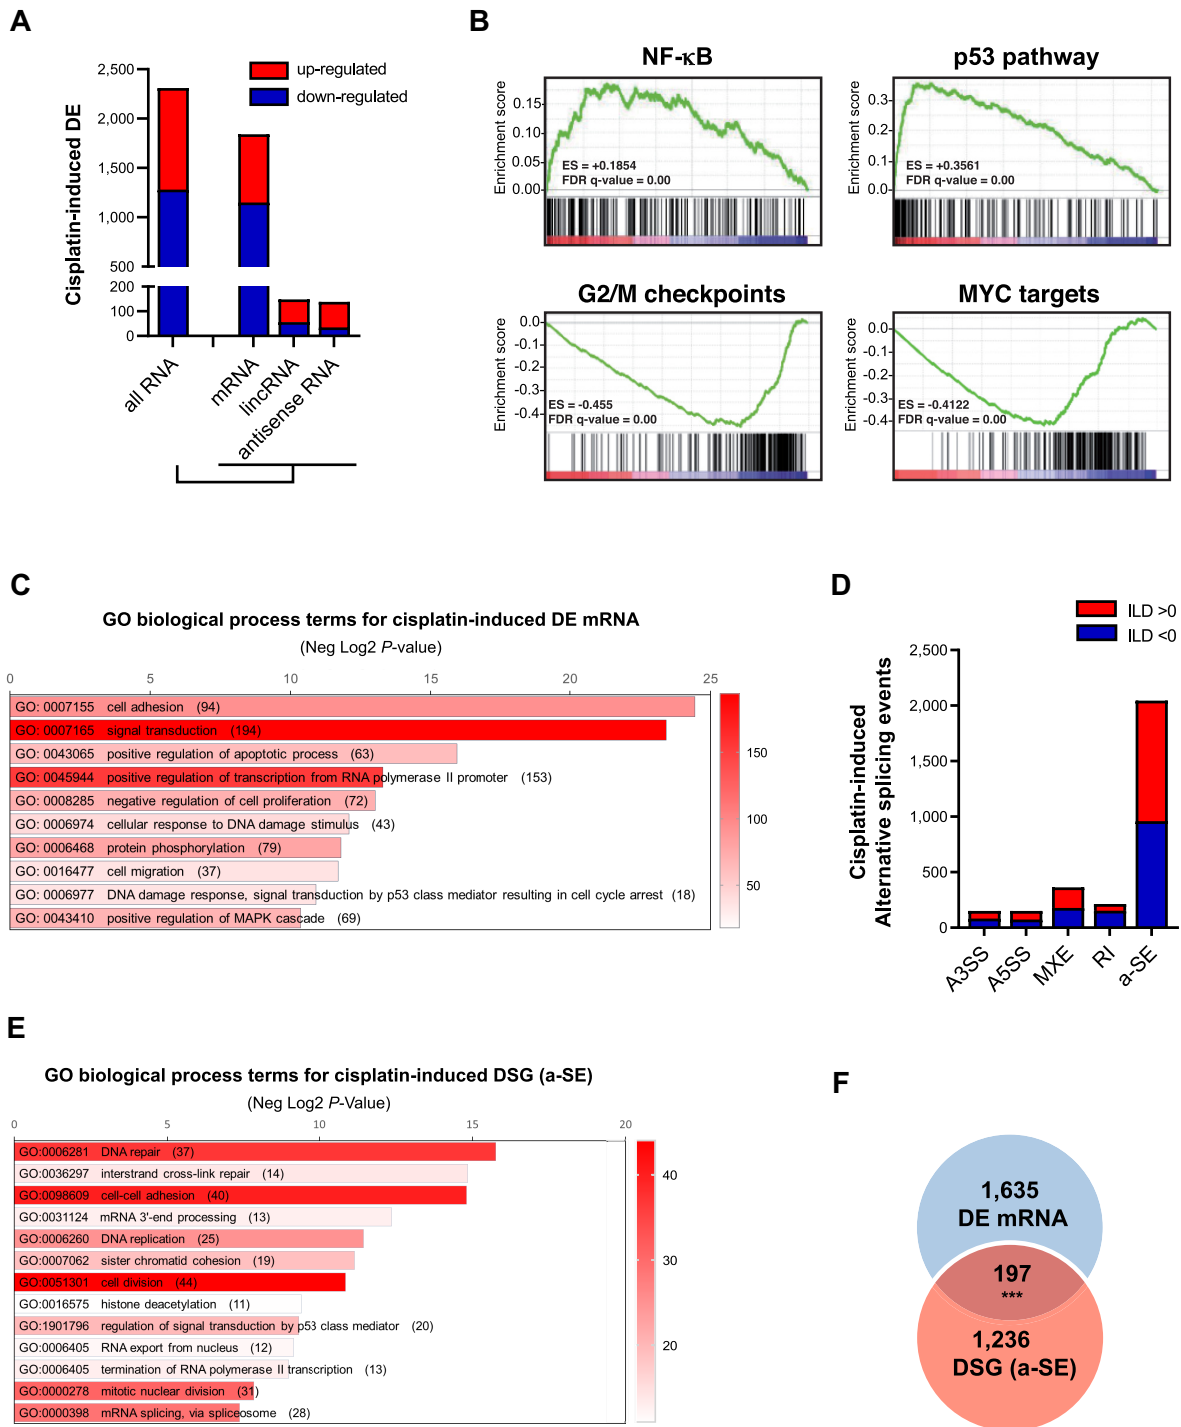 A
2,500
2,000
1,500
1,000
500
200
100
0
Cisplatin-induced DE
up-regulated
down-regulated
all RNA
mRNA
lincRNA
antisense RNA
B
NF-κB
Enrichment score
0.15
0.10
0.05
0.00
ES = +0.1854
FDR q-value = 0.00
p53 pathway
Enrichment score
0.3
0.2
0.1
0.0
ES = +0.3561
FDR q-value = 0.00
G2/M checkpoints
Enrichment score
0.0
-0.1
-0.2
-0.3
-0.4
ES = -0.455
FDR q-value = 0.00
MYC targets
Enrichment score
0.0
-0.1
-0.2
-0.3
-0.4
ES = -0.4122
FDR q-value = 0.00
C
GO biological process terms for cisplatin-induced DE mRNA
(Neg Log2 P-value)
0 5 10 15 20 25
GO: 0007155 cell adhesion (94)
GO: 0007165 signal transduction (194)
GO: 0043065 positive regulation of apoptotic process (63)
GO: 0045944 positive regulation of transcription from RNA polymerase II promoter (153)
GO: 0008285 negative regulation of cell proliferation (72)
GO: 0006974 cellular response to DNA damage stimulus (43)
GO: 0006468 protein phosphorylation (79)
GO: 0016477 cell migration (37)
GO: 0006977 DNA damage response, signal transduction by p53 class mediator resulting in cell cycle arrest (18)
GO: 0043410 positive regulation of MAPK cascade (69)
150
100
50
D
ILD >0
ILD <0
Cisplatin-induced
Alternative splicing events
2,500
2,000
1,500
1,000
500
0
A3SS
A5SS
MXE
RI
a-SE
E
GO biological process terms for cisplatin-induced DSG (a-SE)
(Neg Log2 P-Value)
0 5 10 15 20
GO:0006281 DNA repair (37)
GO:0036297 interstrand cross-link repair (14)
GO:0098609 cell-cell adhesion (40)
GO:0031124 mRNA 3'-end processing (13)
GO:0006260 DNA replication (25)
GO:0007062 sister chromatid cohesion (19)
GO:0051301 cell division (44)
GO:0016575 histone deacetylation (11)
GO:1901796 regulation of signal transduction by p53 class mediator (20)
GO:0006405 RNA export from nucleus (12)
GO:0006405 termination of RNA polymerase II transcription (13)
GO:0000278 mitotic nuclear division (31)
GO:0000398 mRNA splicing, via spliceosome (28)
40
30
20
F
1,635
DE mRNA
197
***
1,236
DSG (a-SE)